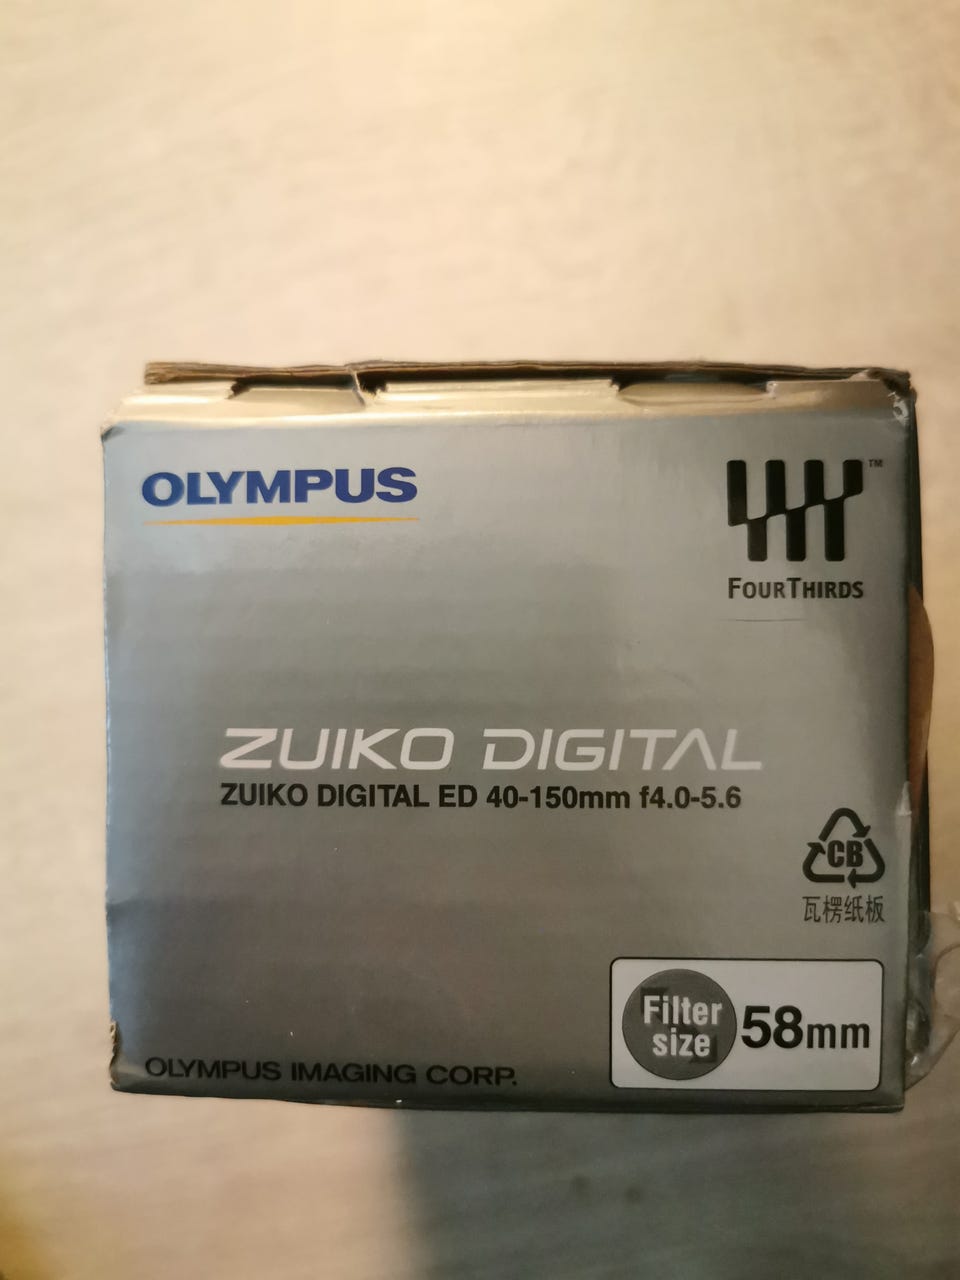 OLYMPUS
TM
FOURTHIRDS
ZUIKO DIGITAL
ZUIKO DIGITAL ED 40-150mm f4.0-5.6
CB
瓦楞纸板
Filter
size
58mm
OLYMPUS IMAGING CORP.